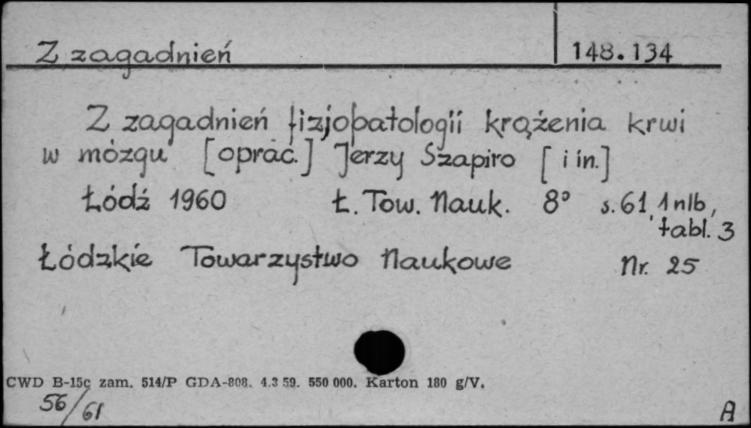 Z zagadnień 148.134
Z zagadnień fizjopatologii krążenia krwi
w mózgu [oprac.] Jerzy Szapiro [i in.]
Łódź 1960 Ł. Tow. Nauk. 8° s. 61, 1 nlb,
tabl. 3
Łódzkie Towarzystwo Naukowe Nr. 25
CWD B-15c zam. 514/P GDA-808. 4.3 59. 550 000. Karton 180 g/V.
56/61 A